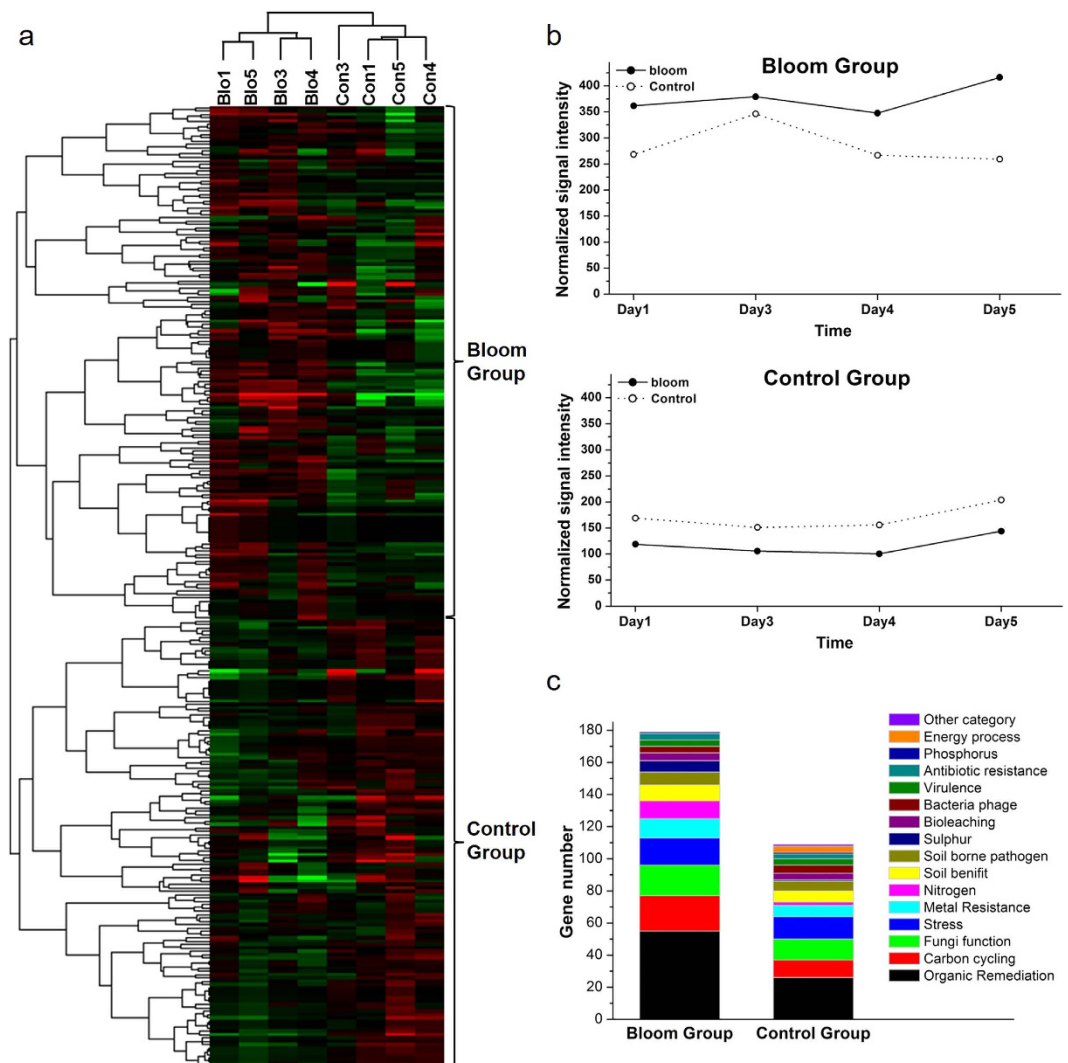 a
Blo1
Blo5
Blo3
Blo4
Con3
Con1
Con5
Con4
Bloom
Group
Control
Group
b
Bloom Group
bloom
Control
400
350
300
250
200
150
100
50
0
Normalized signal intensity
Day1
Day3
Day4
Day5
Time
Control Group
bloom
Control
400
350
300
250
200
150
100
50
0
Normalized signal intensity
Day1
Day3
Day4
Day5
Time
c
180
160
140
120
100
80
60
40
20
0
Gene number
Bloom Group
Control Group
Other category
Energy process
Phosphorus
Antibiotic resistance
Virulence
Bacteria phage
Bioleaching
Sulphur
Soil borne pathogen
Soil benifit
Nitrogen
Metal Resistance
Stress
Fungi function
Carbon cycling
Organic Remediation